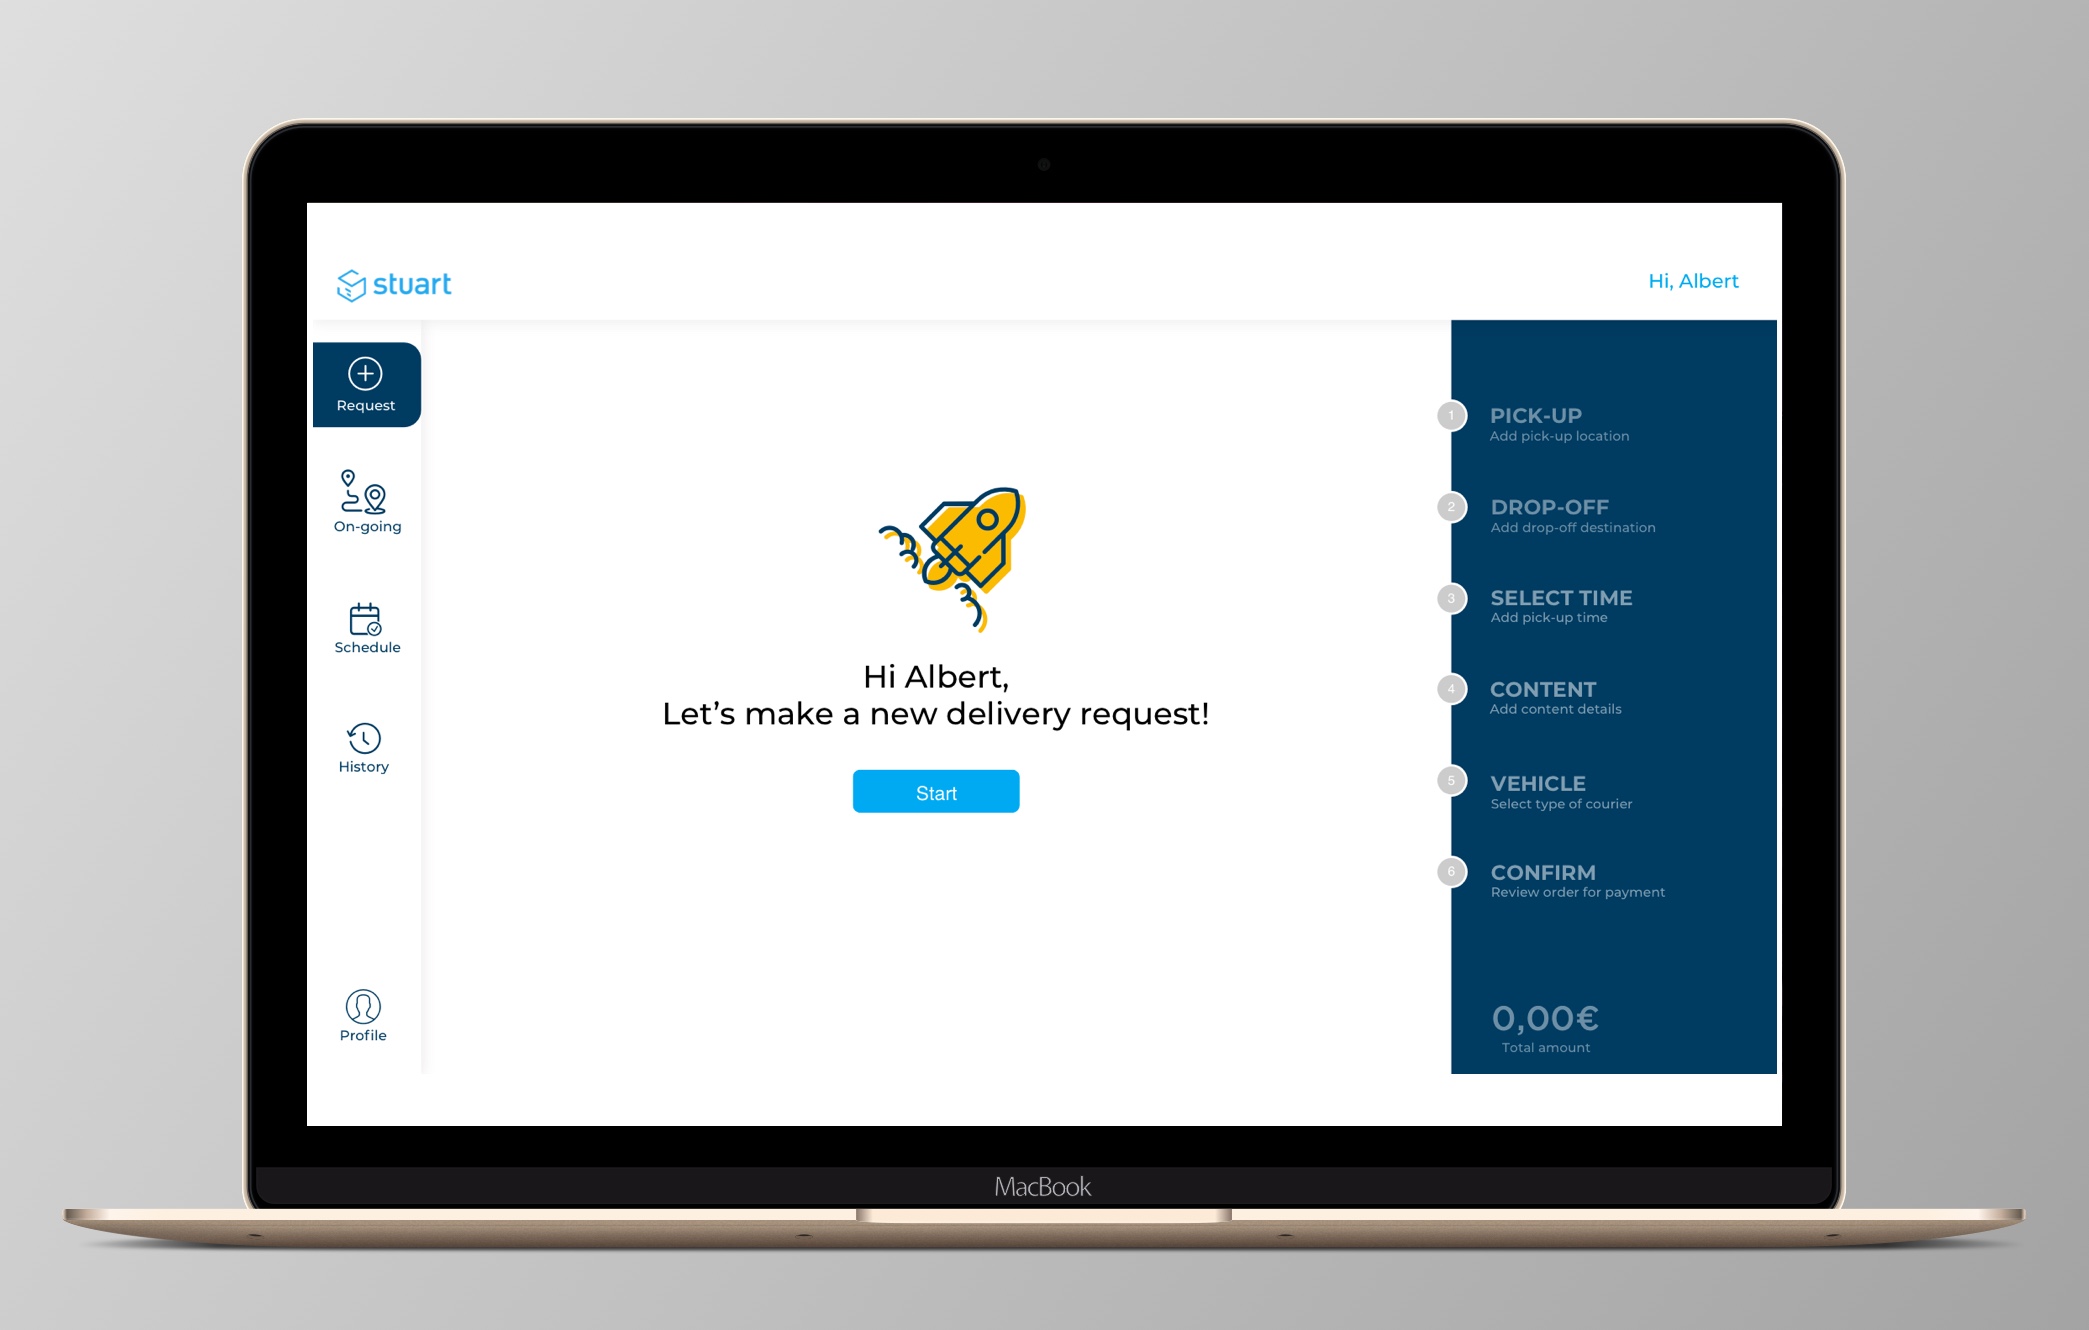 stuart
Hi, Albert
Request
On-going
Schedule
History
Profile
Hi Albert,
Let’s make a new delivery request!
Start
1
PICK-UP
Add pick-up location
2
DROP-OFF
Add drop-off destination
3
SELECT TIME
Add pick-up time
4
CONTENT
Add content details
5
VEHICLE
Select type of courier
6
CONFIRM
Review order for payment
0,00€
Total amount
MacBook